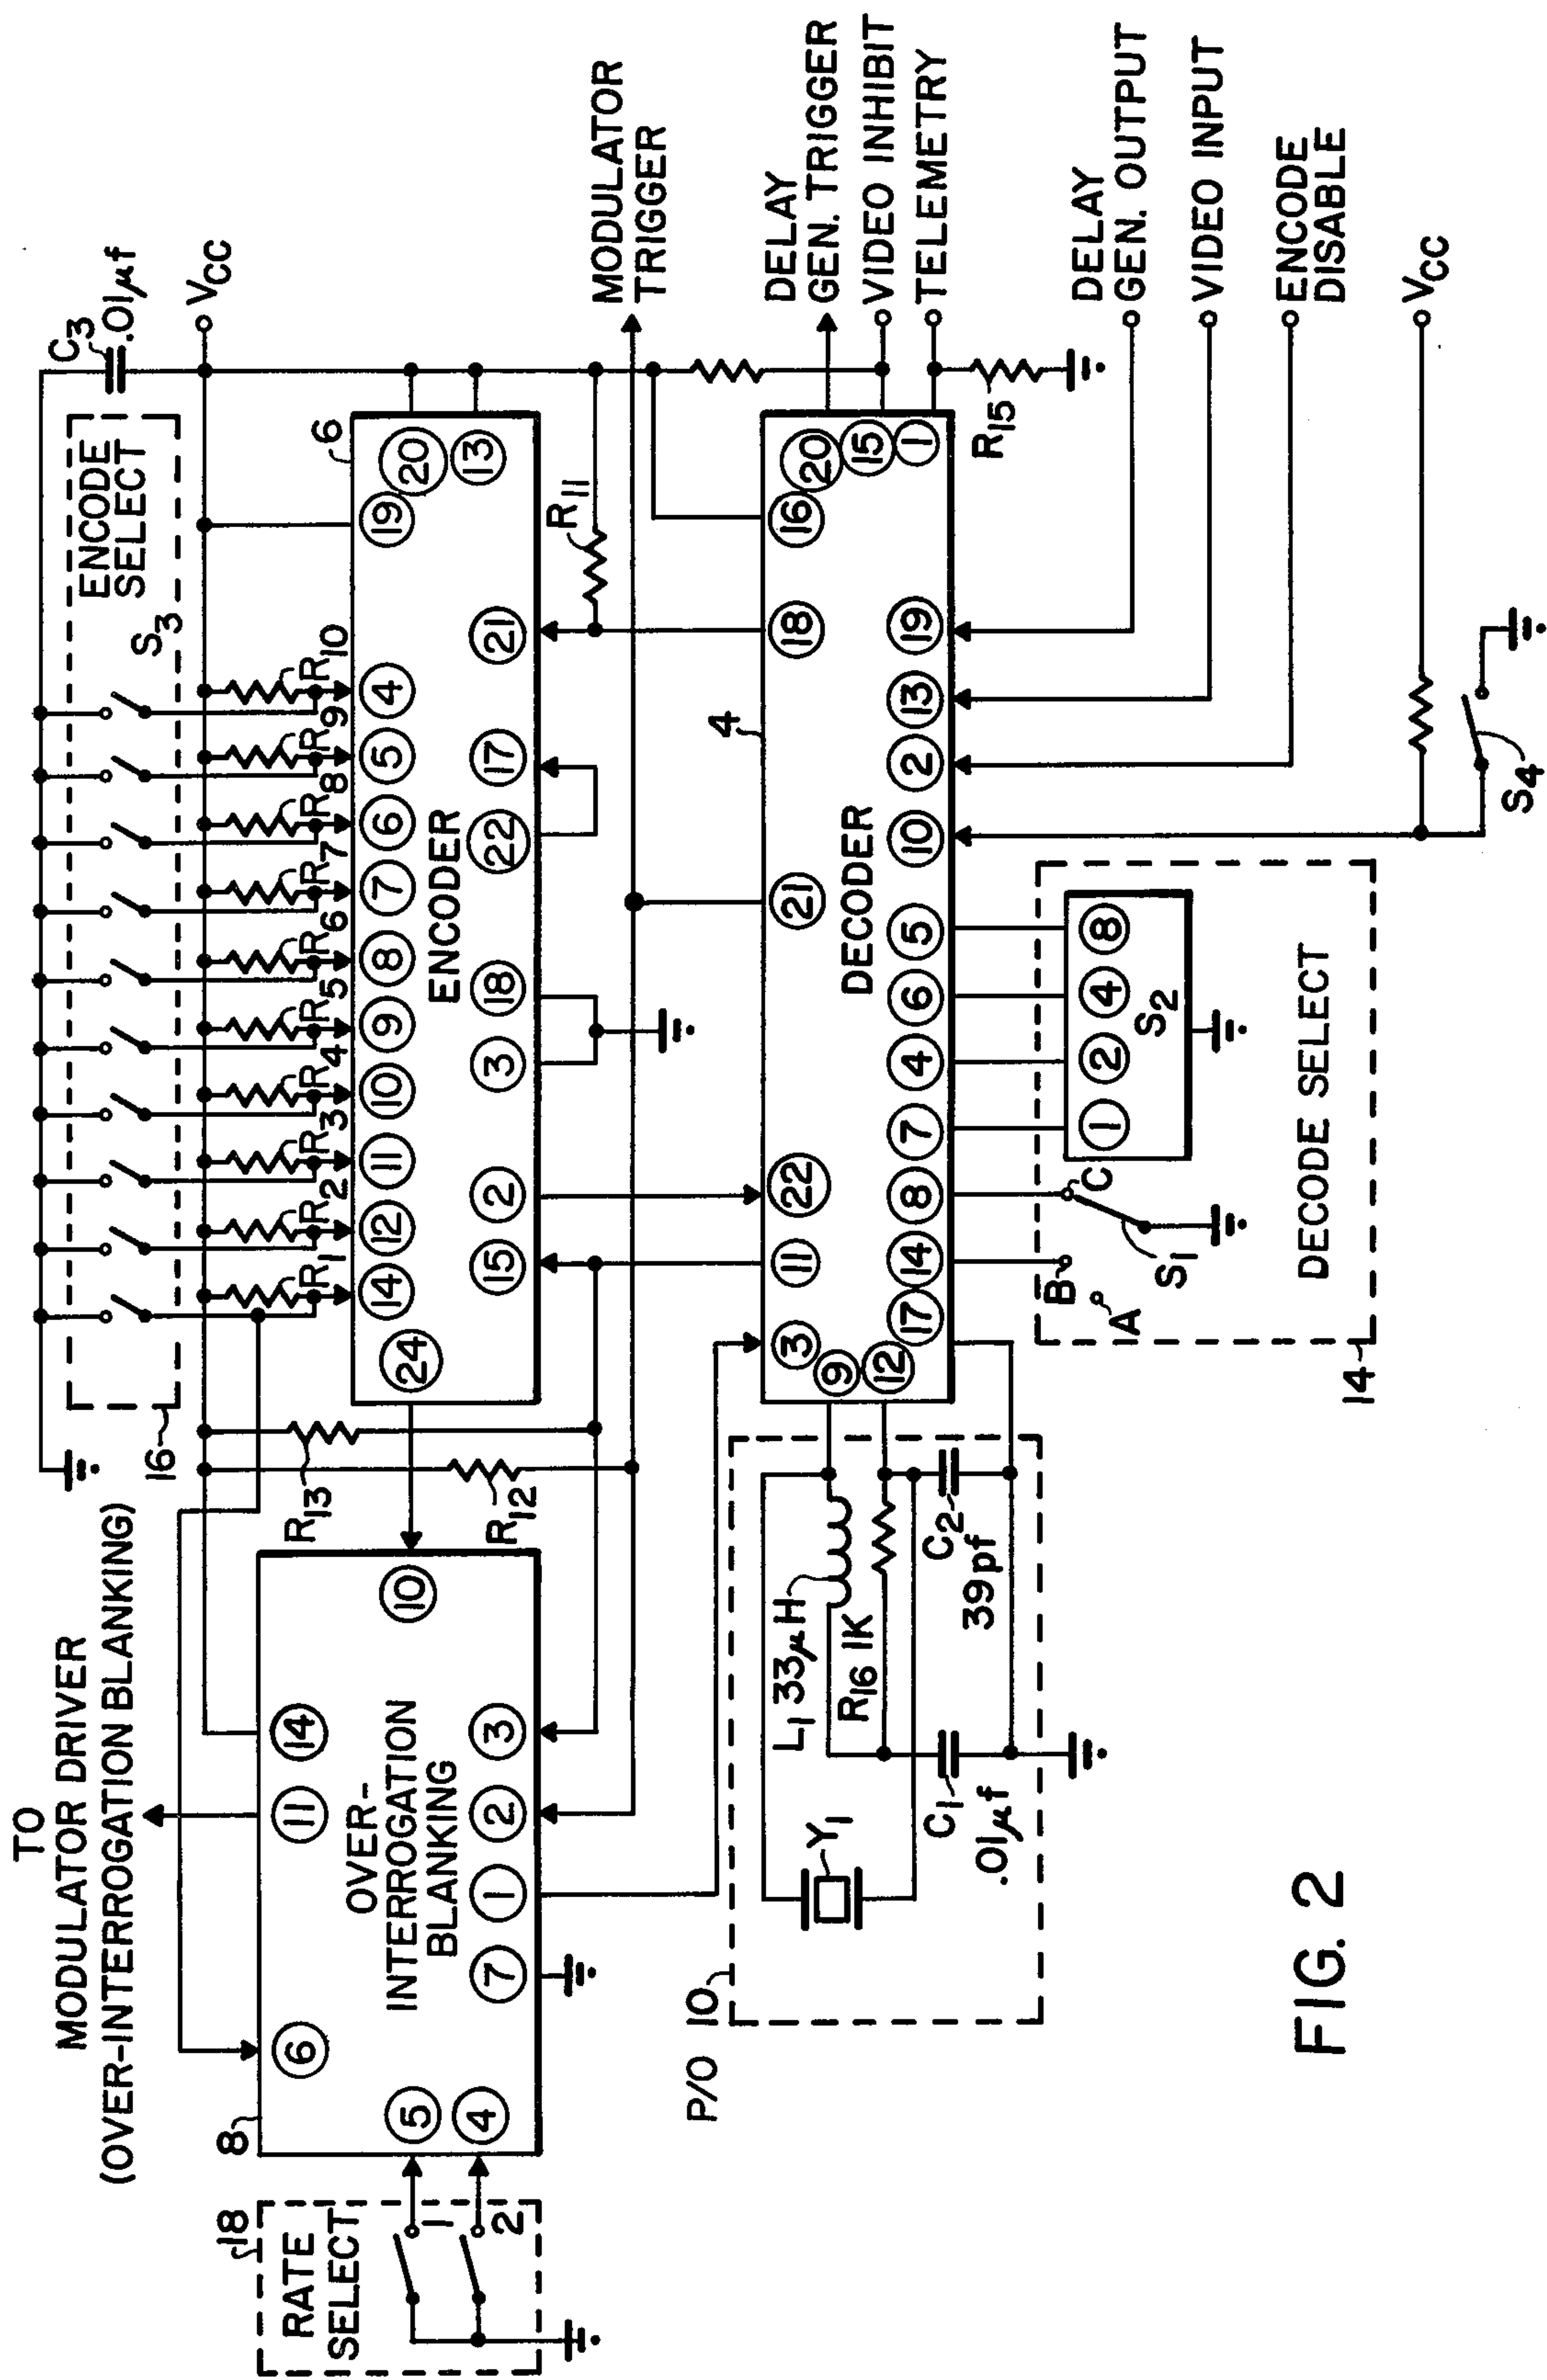 TO
MODULATOR DRIVER
(OVER-INTERROGATION BLANKING)
16
ENCODE
SELECT
S3
C3
.01μf
VCC
R1
R2
R3
R4
R5
R6
R7
R8
R9
R10
R13
R12
R11
6
14
12
11
10
9
8
7
6
5
4
19
20
13
24
ENCODER
15
2
3
18
22
17
21
MODULATOR
TRIGGER
18
RATE
SELECT
1
2
8
6
11
14
5
4
10
OVER-
INTERROGATION
BLANKING
7
1
2
3
4
3
11
22
21
18
16
20
15
1
9
12
17
DECODER
14
8
7
4
6
5
10
2
13
19
DELAY
GEN. TRIGGER
VIDEO INHIBIT
TELEMETRY
R15
DELAY
GEN. OUTPUT
VIDEO INPUT
ENCODE
DISABLE
VCC
S4
P/O 10
Y1
L1 33μH
R16 1K
C1
.01μf
C2
39pf
14
A
B
C
S1
1
2
4
8
S2
DECODE SELECT
FIG. 2